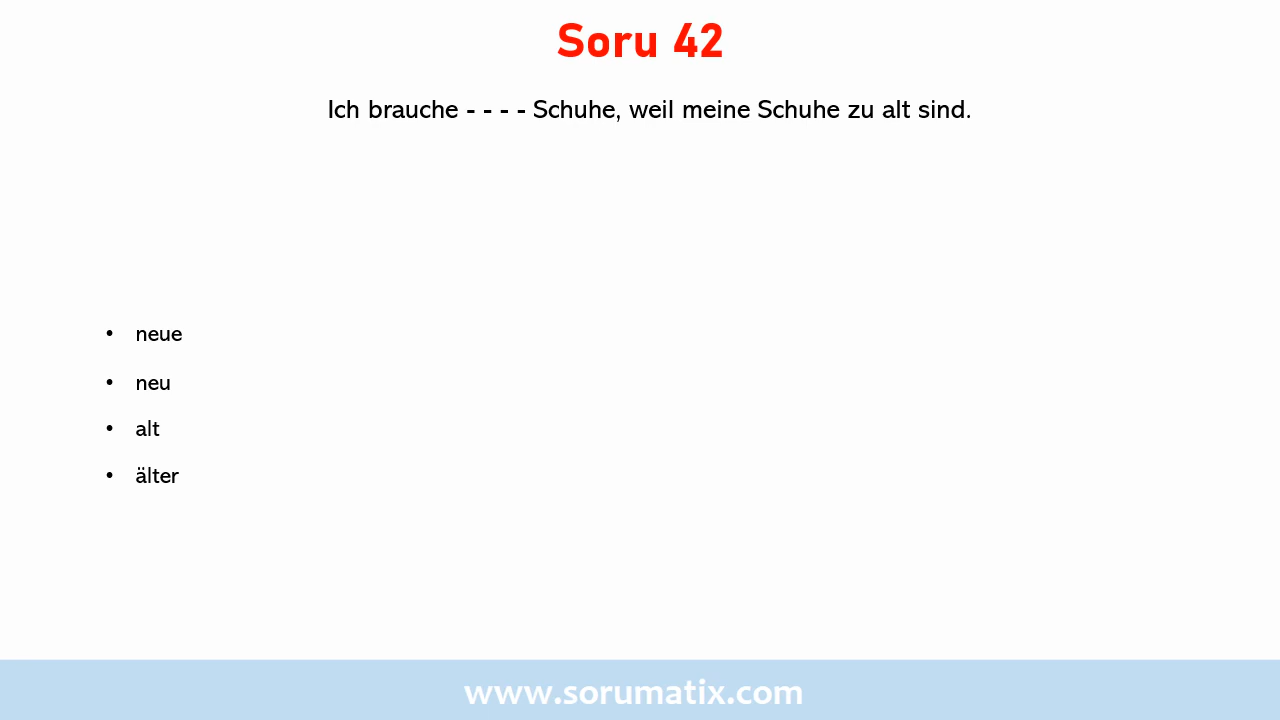 Soru 42
Ich brauche - - - - Schuhe, weil meine Schuhe zu alt sind.
• neue
• neu
• alt
• älter
www.sorumatix.com